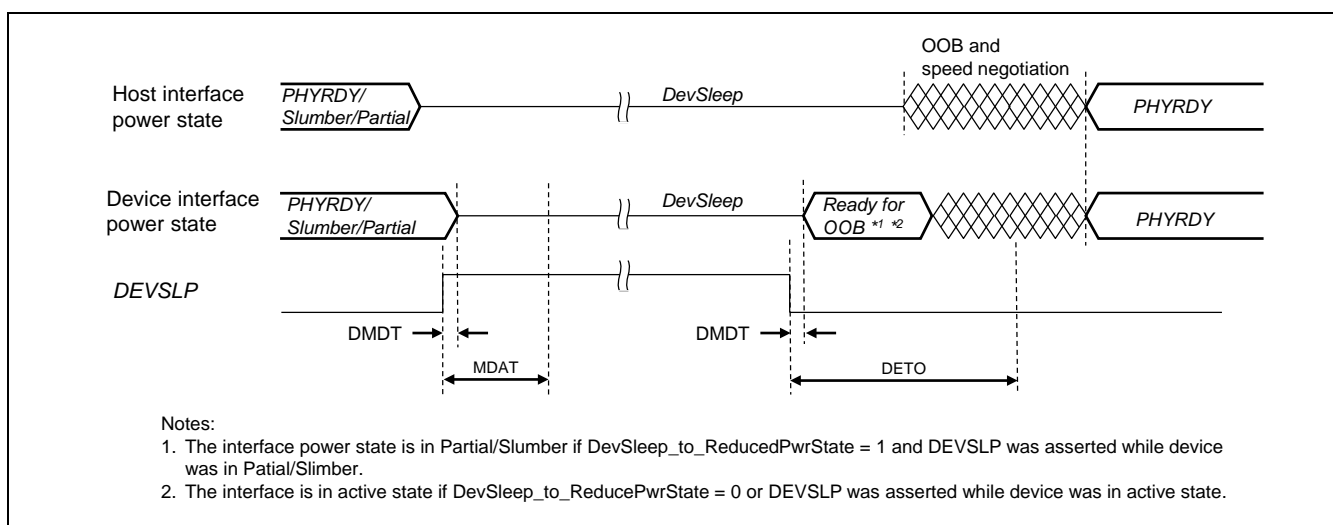 OOB and
speed negotiation
Host interface
power state
PHYRDY/
Slumber/Partial
DevSleep
PHYRDY
Device interface
power state
PHYRDY/
Slumber/Partial
DevSleep
Ready for
OOB *1 *2
PHYRDY
DEVSLP
DMDT
DMDT
MDAT
DETO
Notes:
1. The interface power state is in Partial/Slumber if DevSleep_to_ReducedPwrState = 1 and DEVSLP was asserted while device
was in Patial/Slimber.
2. The interface is in active state if DevSleep_to_ReducePwrState = 0 or DEVSLP was asserted while device was in active state.